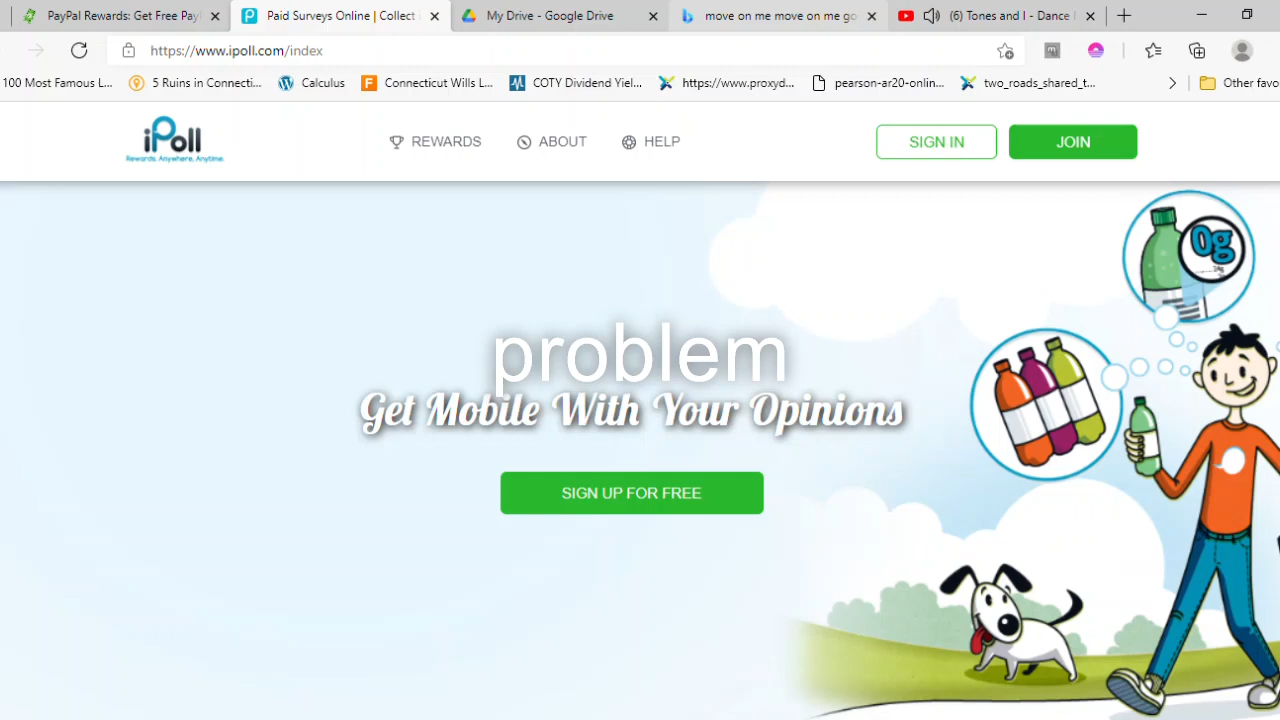 PayPal Rewards: Get Free Pay
Paid Surveys Online | Collect
My Drive - Google Drive
move on me move on me go
(6) Tones and I - Dance
https://www.ipoll.com/index
100 Most Famous L...
5 Ruins in Connecti...
Calculus
Connecticut Wills L...
COTY Dividend Yiel...
https://www.proxyd...
pearson-ar20-onlin...
two_roads_shared_t...
Other favo
iPoll
Rewards. Anywhere, Anytime.
REWARDS
ABOUT
HELP
SIGN IN
JOIN
0g
problem
Get Mobile With Your Opinions
SIGN UP FOR FREE